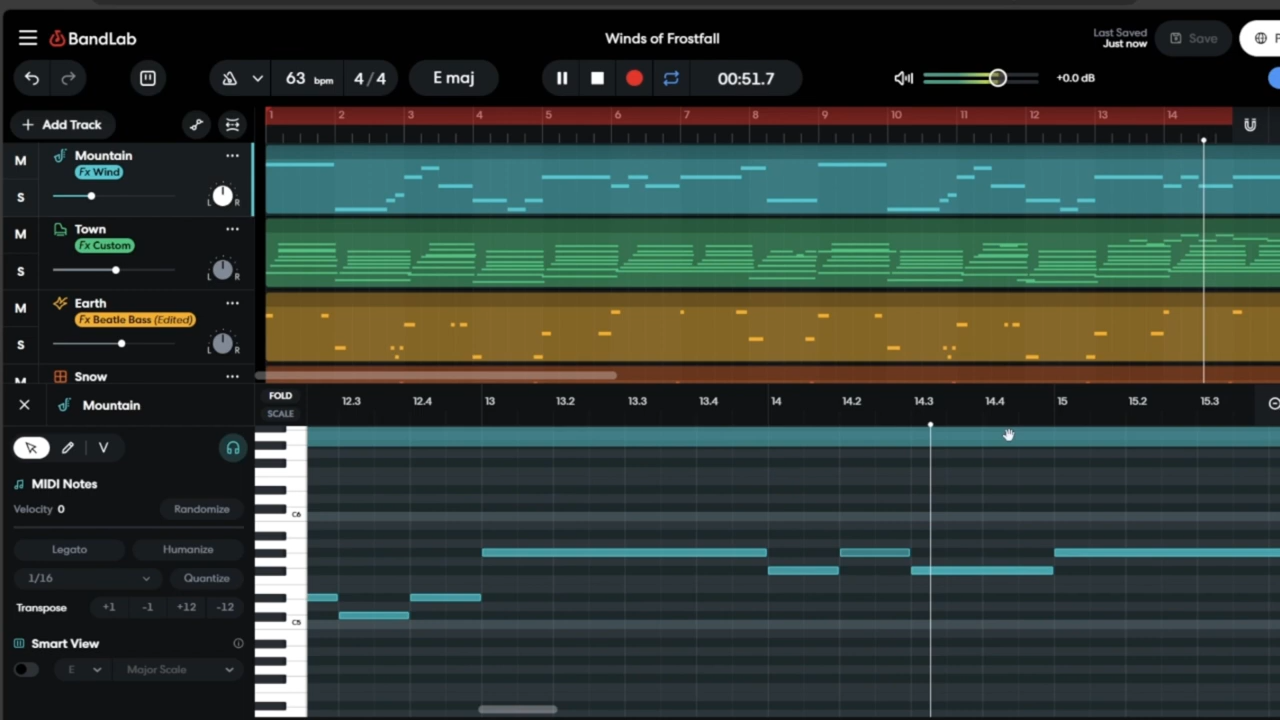 BandLab
Winds of Frostfall
Last Saved
Just now
Save
63 bpm
4/4
E maj
00:51.7
+0.0 dB
Add Track
1 2 3 4 5 6 7 8 9 10 11 12 13 14
M
Mountain
Fx Wind
S
L R
M
Town
Fx Custom
S
L R
M
Earth
Fx Beatle Bass (Edited)
S
L R
Snow
Mountain
FOLD
SCALE
12.3 12.4 13 13.2 13.3 13.4 14 14.2 14.3 14.4 15 15.2 15.3
V
MIDI Notes
Velocity 0
Randomize
Legato
Humanize
1/16
Quantize
Transpose
+1 -1 +12 -12
Smart View
E
Major Scale
C6
C5